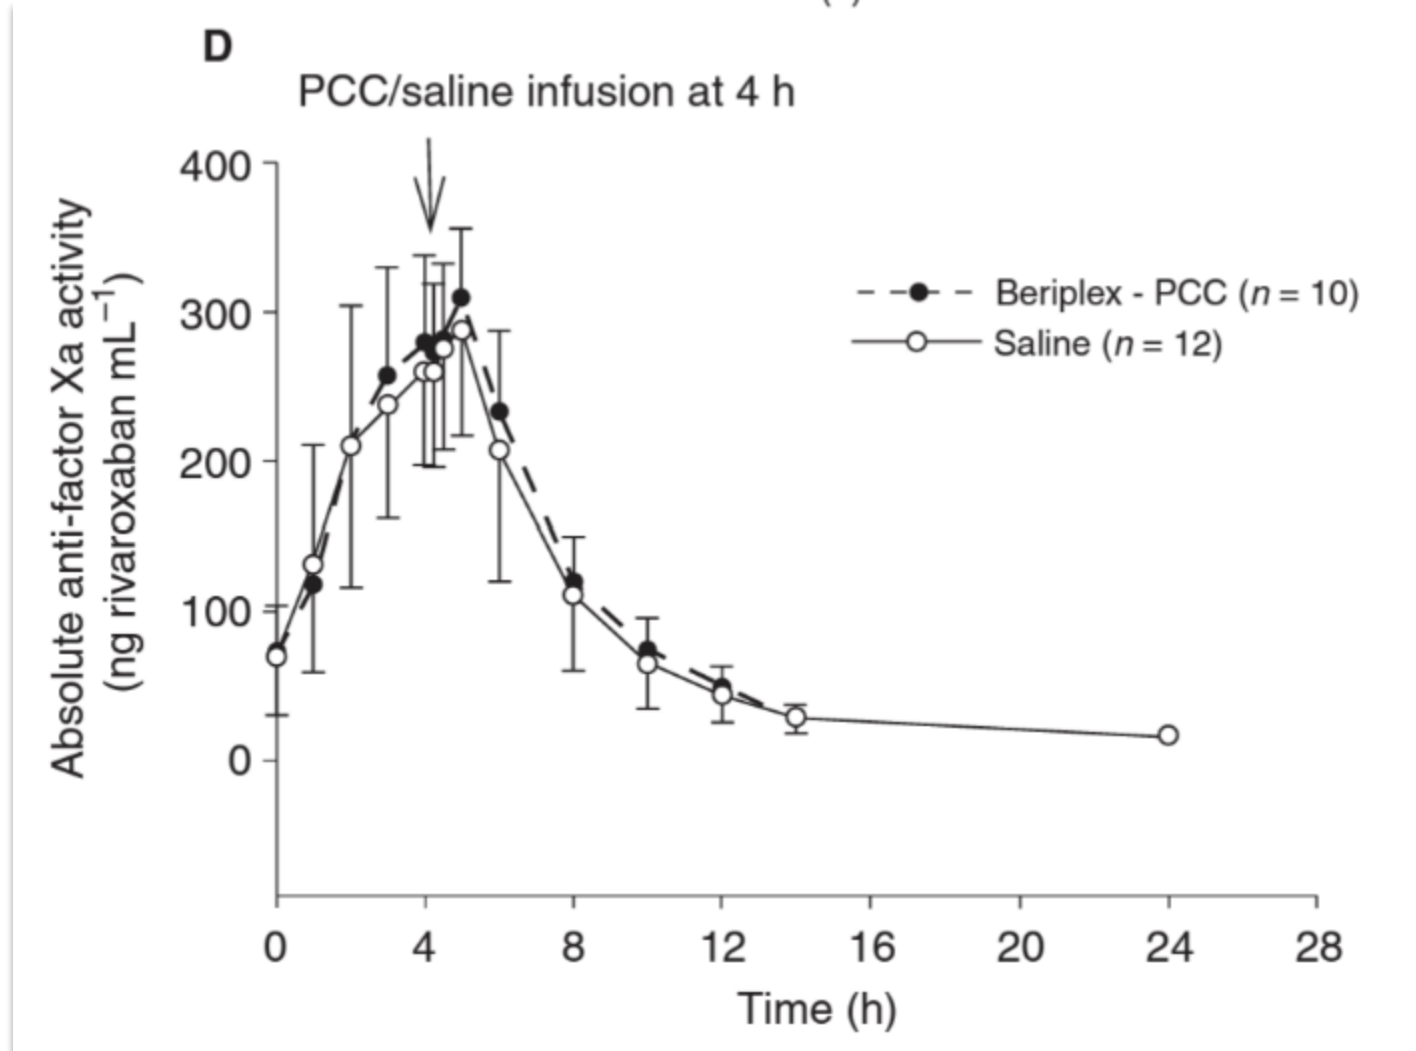 D
PCC/saline infusion at 4 h
Absolute anti-factor Xa activity
(ng rivaroxaban mL⁻¹)
400
300
200
100
0
Beriplex - PCC (n = 10)
Saline (n = 12)
0 4 8 12 16 20 24 28
Time (h)